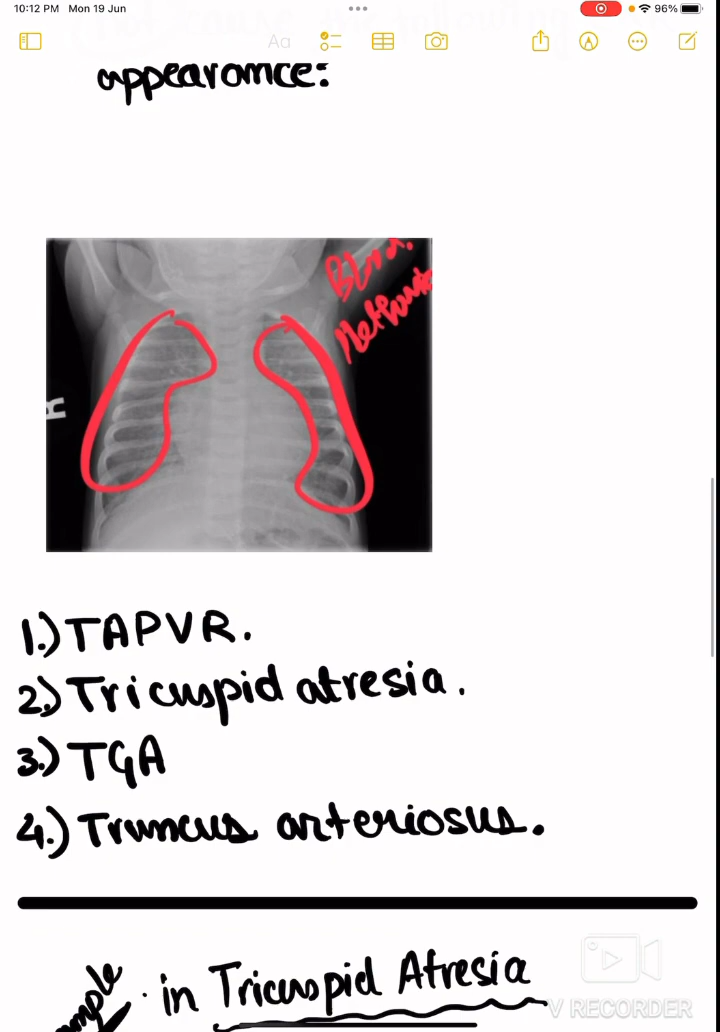 10:12 PM Mon 19 Jun 96%
Aa
appearance:
R
1.) TAPVR.
2.) Tricuspid atresia.
3.) TGA
4.) Truncus arteriosus.
in Tricuspid Atresia
V RECORDER